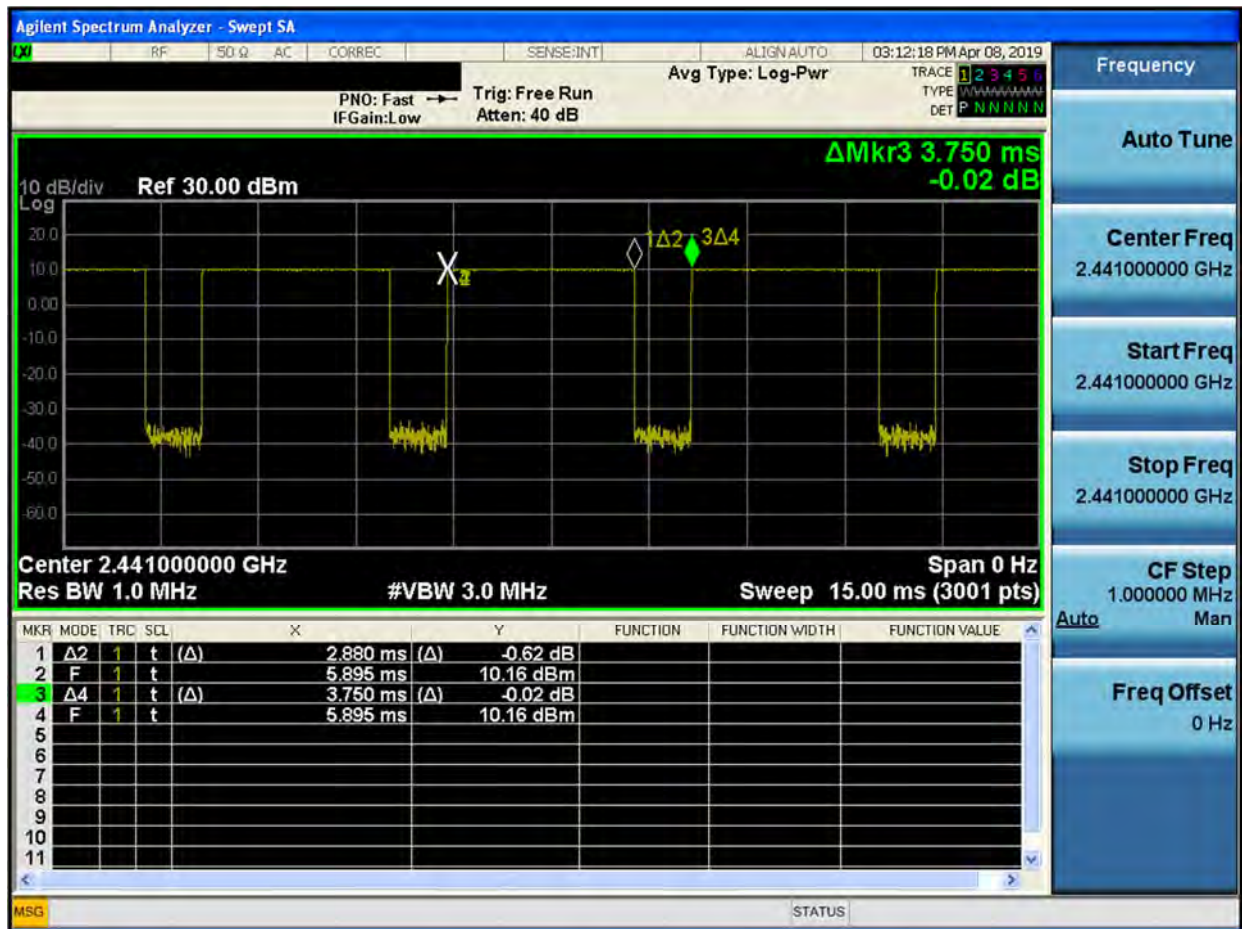 Agilent Spectrum Analyzer - Swept SA
RF 50 Ω AC CORREC SENSE:INT ALIGN AUTO 03:12:18 PM Apr 08, 2019
Avg Type: Log-Pwr
TRACE 1 2 3 4 5 6
TYPE
DET P N N N N N
PNO: Fast
IFGain:Low
Trig: Free Run
Atten: 40 dB
ΔMkr3 3.750 ms
-0.02 dB
10 dB/div Ref 30.00 dBm
Log
20.0
10.0
0.00
-10.0
-20.0
-30.0
-40.0
-50.0
-60.0
1Δ2 3Δ4
Center 2.441000000 GHz Span 0 Hz
Res BW 1.0 MHz #VBW 3.0 MHz Sweep 15.00 ms (3001 pts)
MKR MODE TRC SCL X Y FUNCTION FUNCTION WIDTH FUNCTION VALUE
1 Δ2 1 t (Δ) 2.880 ms (Δ) -0.62 dB
2 F 1 t 5.895 ms 10.16 dBm
3 Δ4 1 t (Δ) 3.750 ms (Δ) -0.02 dB
4 F 1 t 5.895 ms 10.16 dBm
5
6
7
8
9
10
11
MSG STATUS
Frequency
Auto Tune
Center Freq
2.441000000 GHz
Start Freq
2.441000000 GHz
Stop Freq
2.441000000 GHz
CF Step
1.000000 MHz
Auto Man
Freq Offset
0 Hz